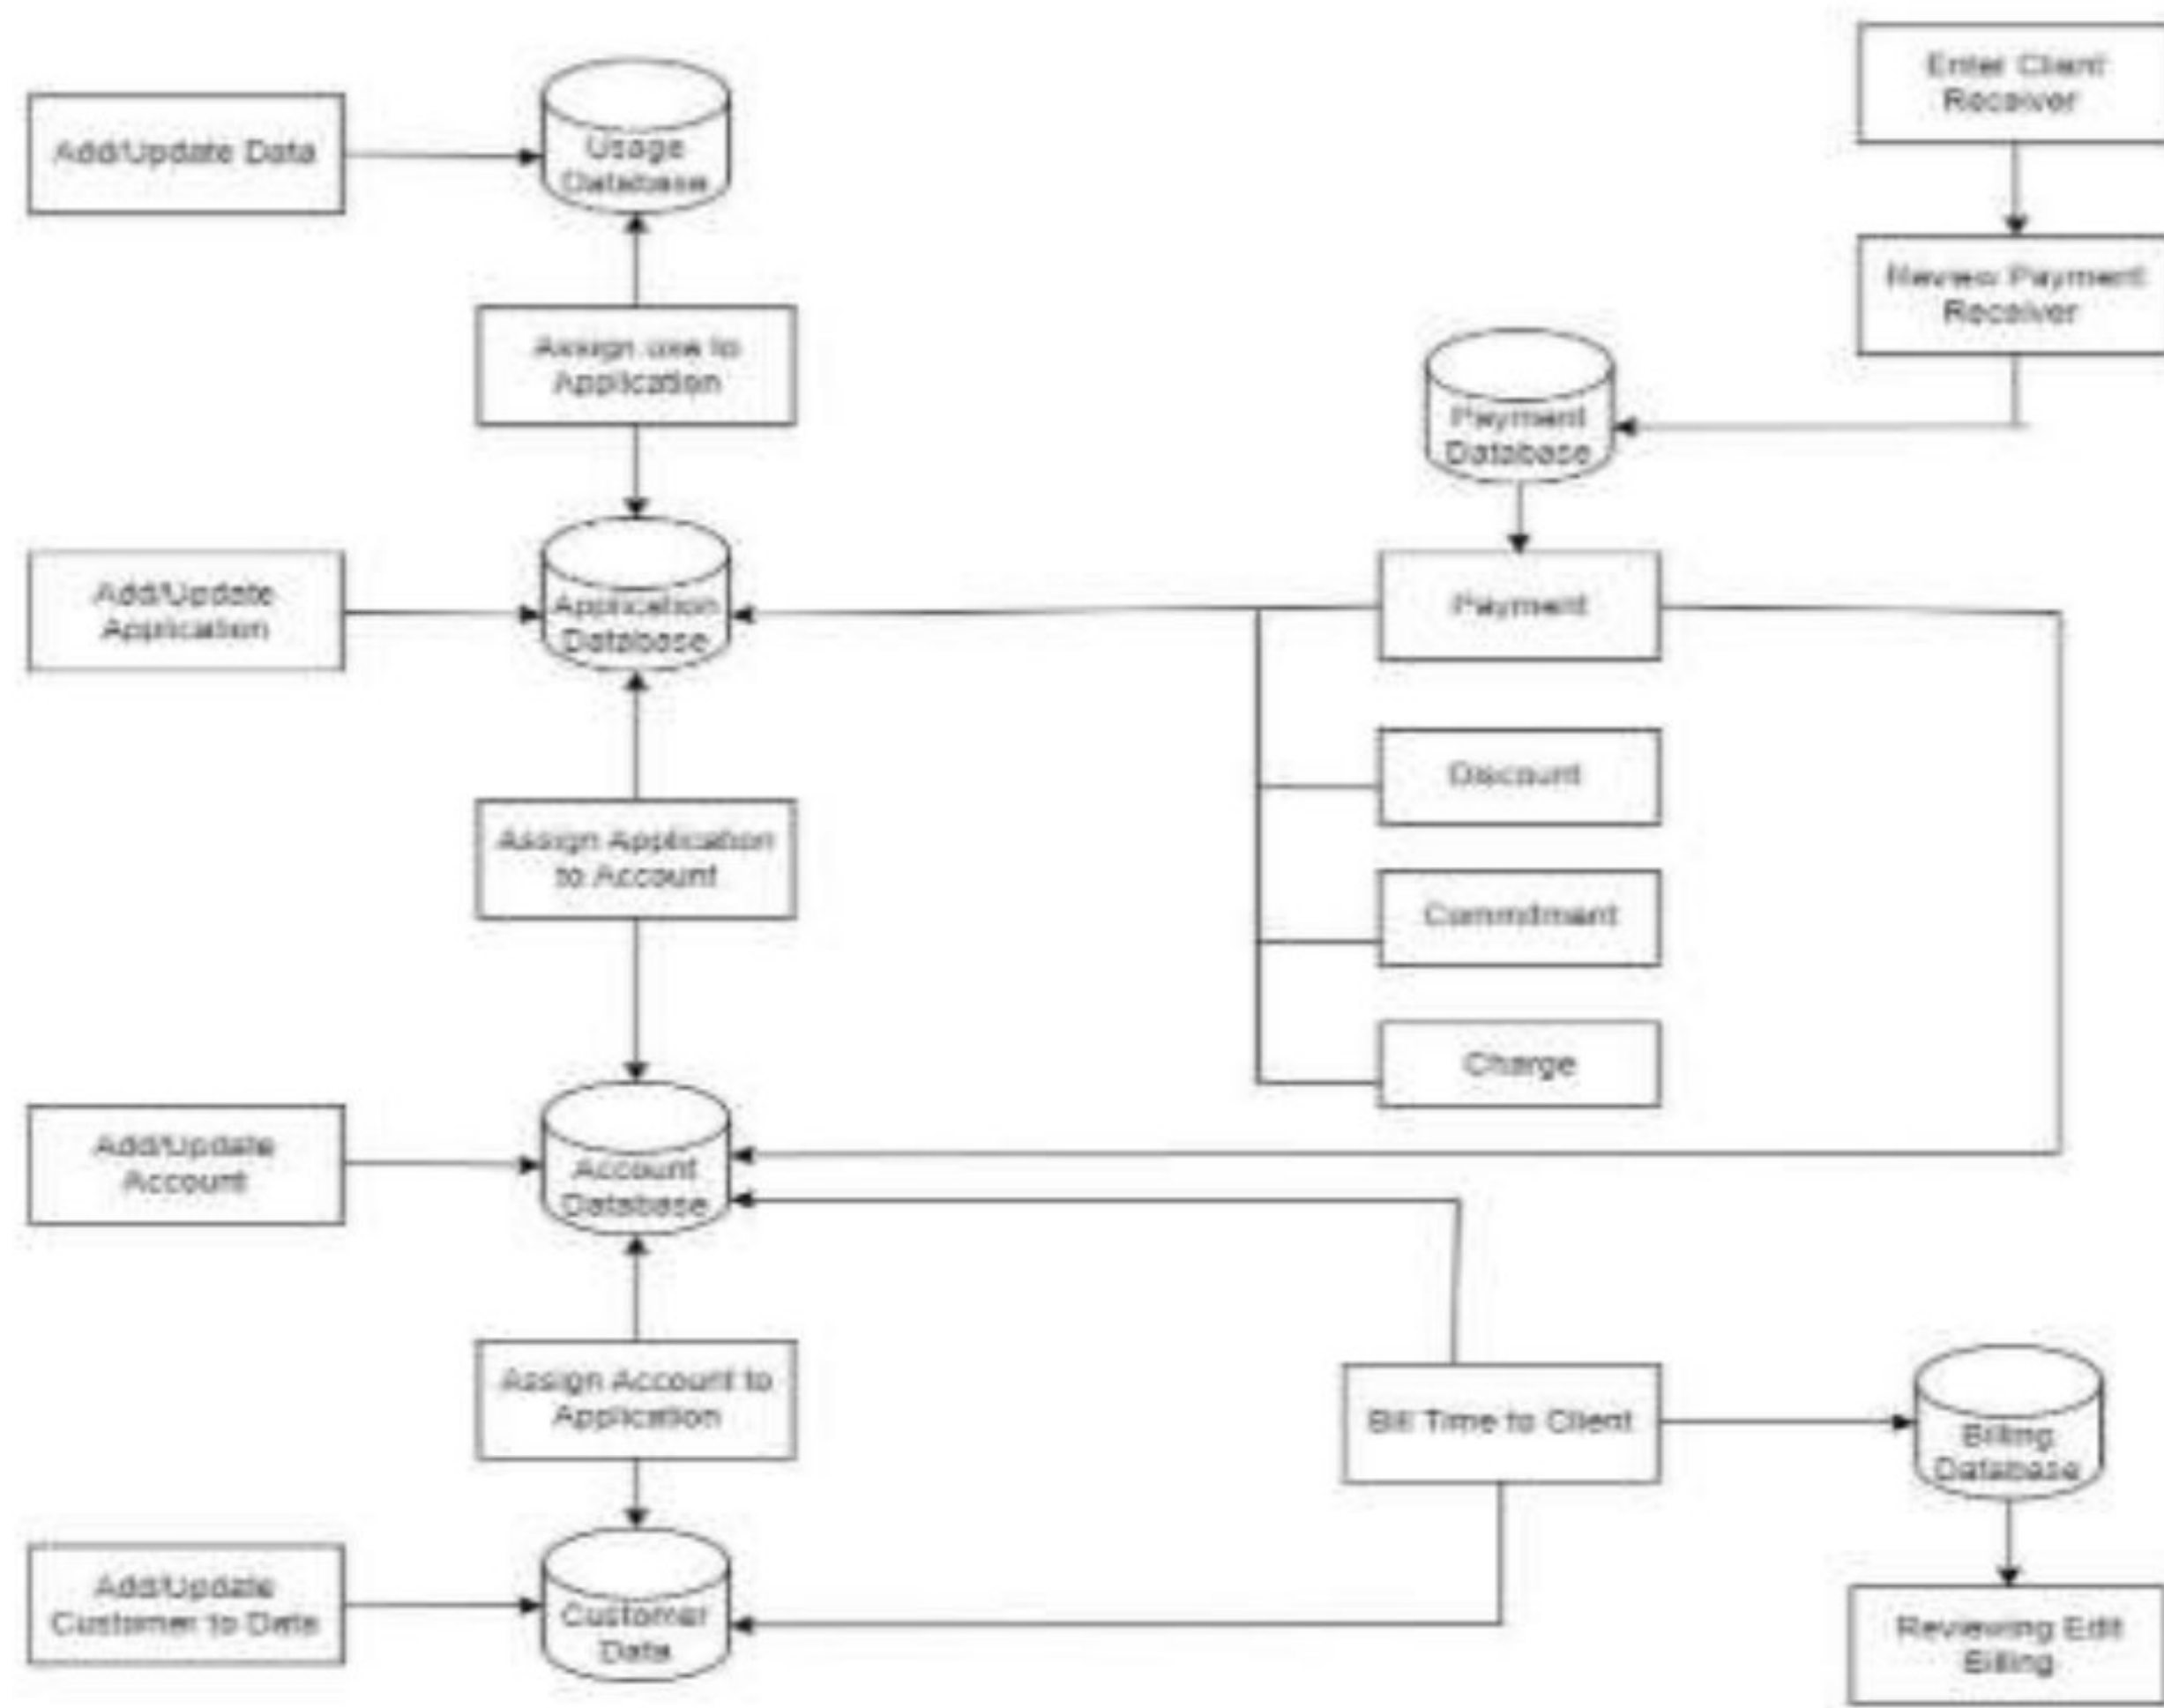 Enter Client
Receiver
Add/Update Data
Usage
Database
Review Payment
Receiver
Assign use to
Application
Payment
Database
Add/Update
Application
Application
Database
Payment
Discount
Assign Application
to Account
Commitment
Charge
Add/Update
Account
Account
Database
Assign Account to
Application
Bill Time to Client
Billing
Database
Add/Update
Customer to Data
Customer
Data
Reviewing Edit
Billing